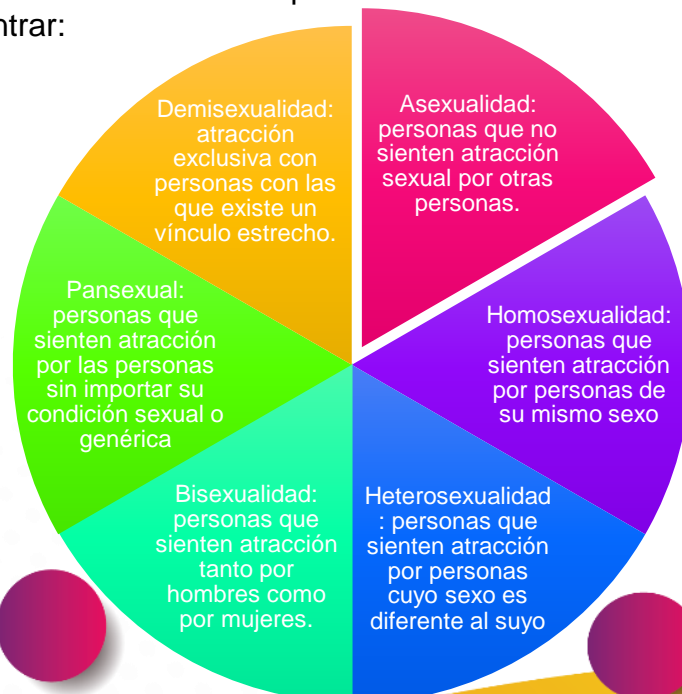 ntrar:
Demisexualidad:
atracción
exclusiva con
personas con las
que existe un
vínculo estrecho.
Asexualidad:
personas que no
sienten atracción
sexual por otras
personas.
Pansexual:
personas que
sienten atracción
por las personas
sin importar su
condición sexual o
genérica
Homosexualidad:
personas que
sienten atracción
por personas de
su mismo sexo
Bisexualidad:
personas que
sienten atracción
tanto por
hombres como
por mujeres.
Heterosexualidad
: personas que
sienten atracción
por personas
cuyo sexo es
diferente al suyo